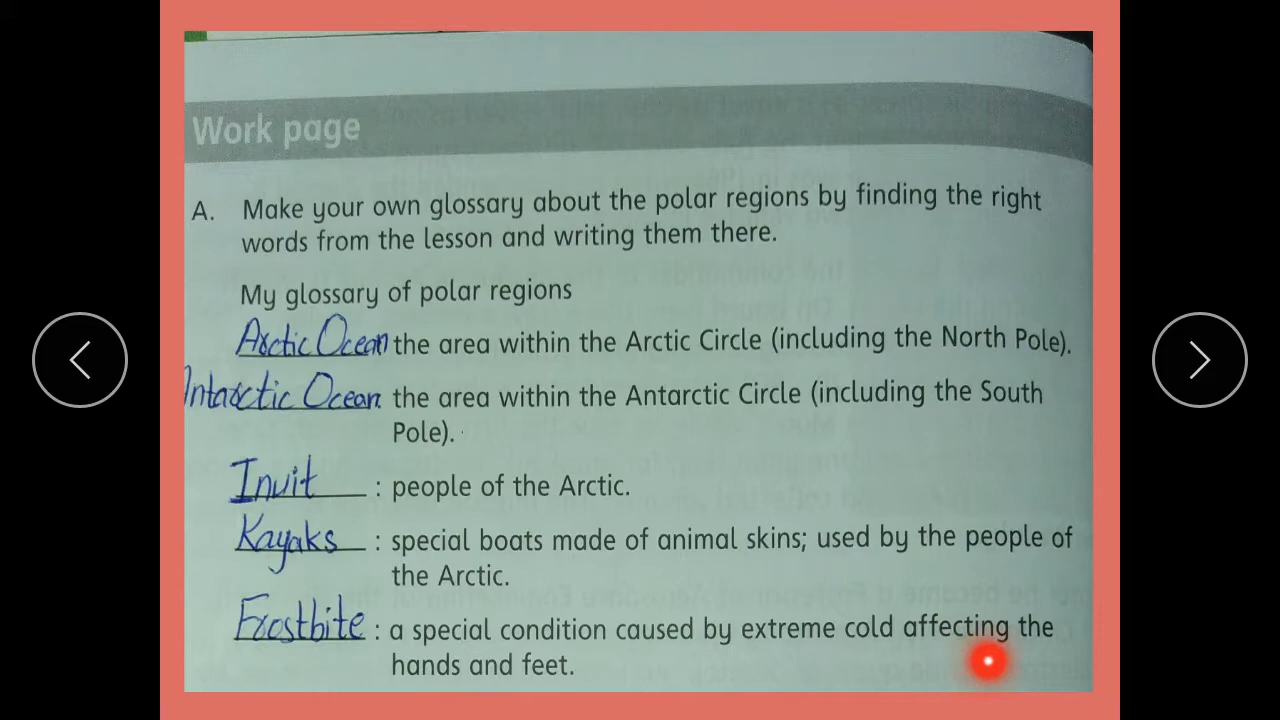 Work page
A. Make your own glossary about the polar regions by finding the right
words from the lesson and writing them there.
My glossary of polar regions
Arctic Ocean the area within the Arctic Circle (including the North Pole).
Antarctic Ocean the area within the Antarctic Circle (including the South
Pole).
Inuit : people of the Arctic.
Kayaks : special boats made of animal skins; used by the people of
the Arctic.
Frostbite : a special condition caused by extreme cold affecting the
hands and feet.